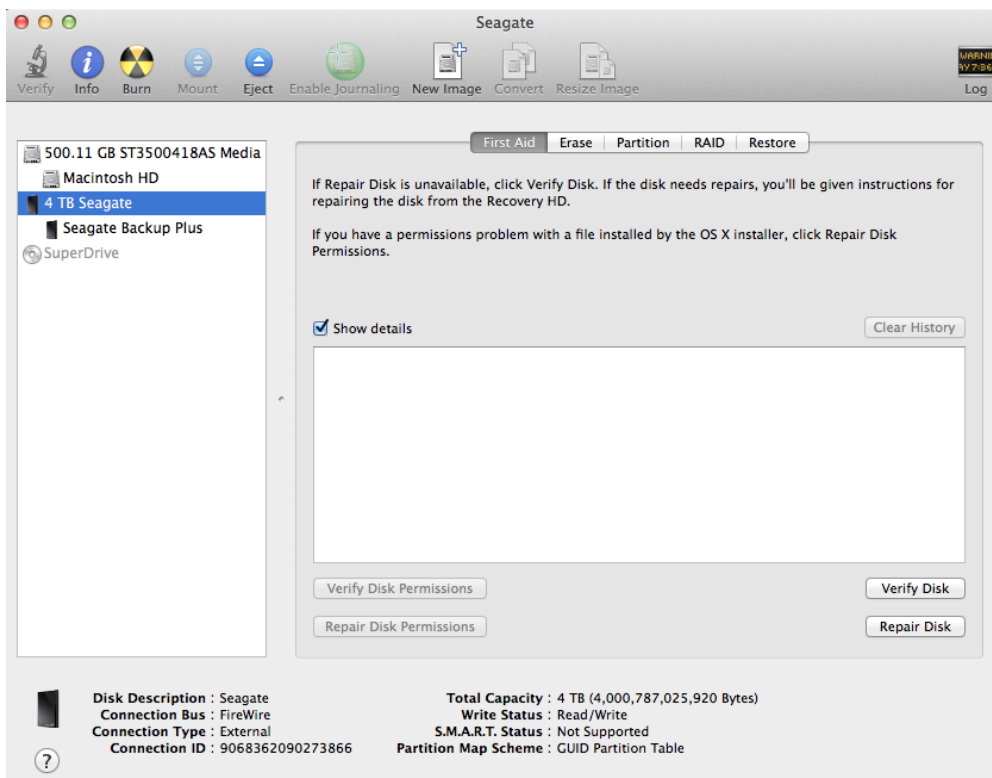 Seagate
Verify Info Burn Mount Eject Enable Journaling New Image Convert Resize Image Log
500.11 GB ST3500418AS Media
Macintosh HD
4 TB Seagate
Seagate Backup Plus
SuperDrive
First Aid Erase Partition RAID Restore
If Repair Disk is unavailable, click Verify Disk. If the disk needs repairs, you'll be given instructions for
repairing the disk from the Recovery HD.
If you have a permissions problem with a file installed by the OS X installer, click Repair Disk
Permissions.
Show details
Clear History
Verify Disk Permissions
Verify Disk
Repair Disk Permissions
Repair Disk
Disk Description : Seagate
Connection Bus : FireWire
Connection Type : External
Connection ID : 9068362090273866
Total Capacity : 4 TB (4,000,787,025,920 Bytes)
Write Status : Read/Write
S.M.A.R.T. Status : Not Supported
Partition Map Scheme : GUID Partition Table
?